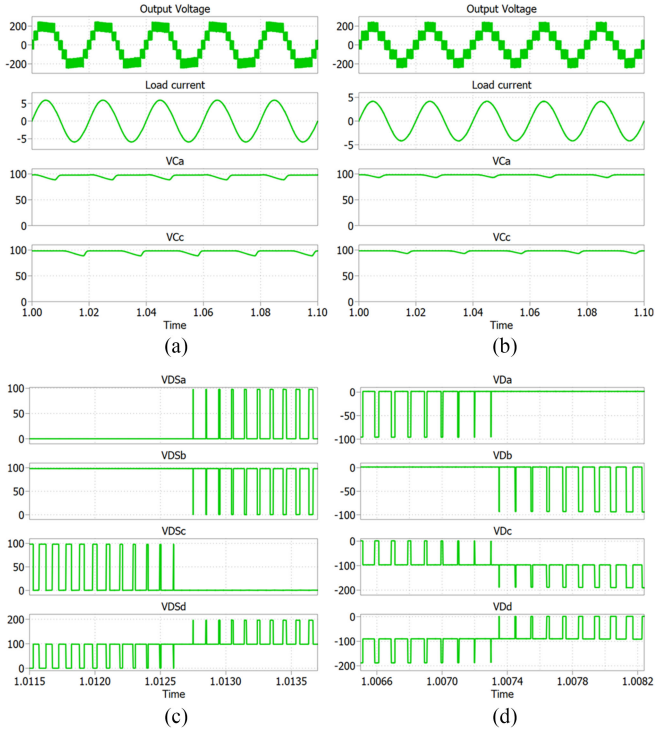 Output Voltage
200
0
-200
Load current
5
0
-5
VCa
100
50
0
VCc
100
50
0
1.00 1.02 1.04 1.06 1.08 1.10
Time
(a)
Output Voltage
200
0
-200
Load current
5
0
-5
VCa
100
50
0
VCc
100
50
0
1.00 1.02 1.04 1.06 1.08 1.10
Time
(b)
VDSa
100
50
0
VDSb
100
50
0
VDSc
100
50
0
VDSd
200
100
0
1.0115 1.0120 1.0125 1.0130 1.0135
Time
(c)
VDa
0
-50
-100
VDb
0
-50
-100
VDc
0
-100
-200
VDd
0
-100
-200
1.0066 1.0070 1.0074 1.0078 1.0082
Time
(d)